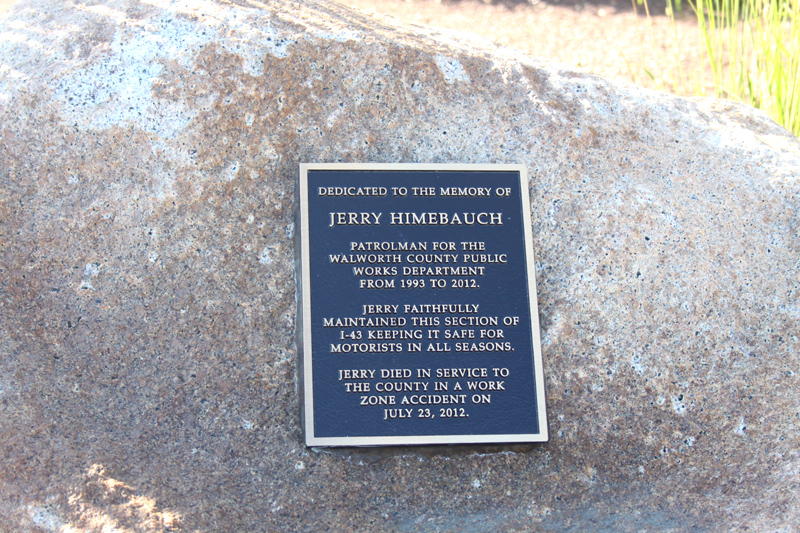 DEDICATED TO THE MEMORY OF
JERRY HIMEBAUCH
PATROLMAN FOR THE
WALWORTH COUNTY PUBLIC
WORKS DEPARTMENT
FROM 1993 TO 2012.
JERRY FAITHFULLY
MAINTAINED THIS SECTION OF
I-43 KEEPING IT SAFE FOR
MOTORISTS IN ALL SEASONS.
JERRY DIED IN SERVICE TO
THE COUNTY IN A WORK
ZONE ACCIDENT ON
JULY 23, 2012.